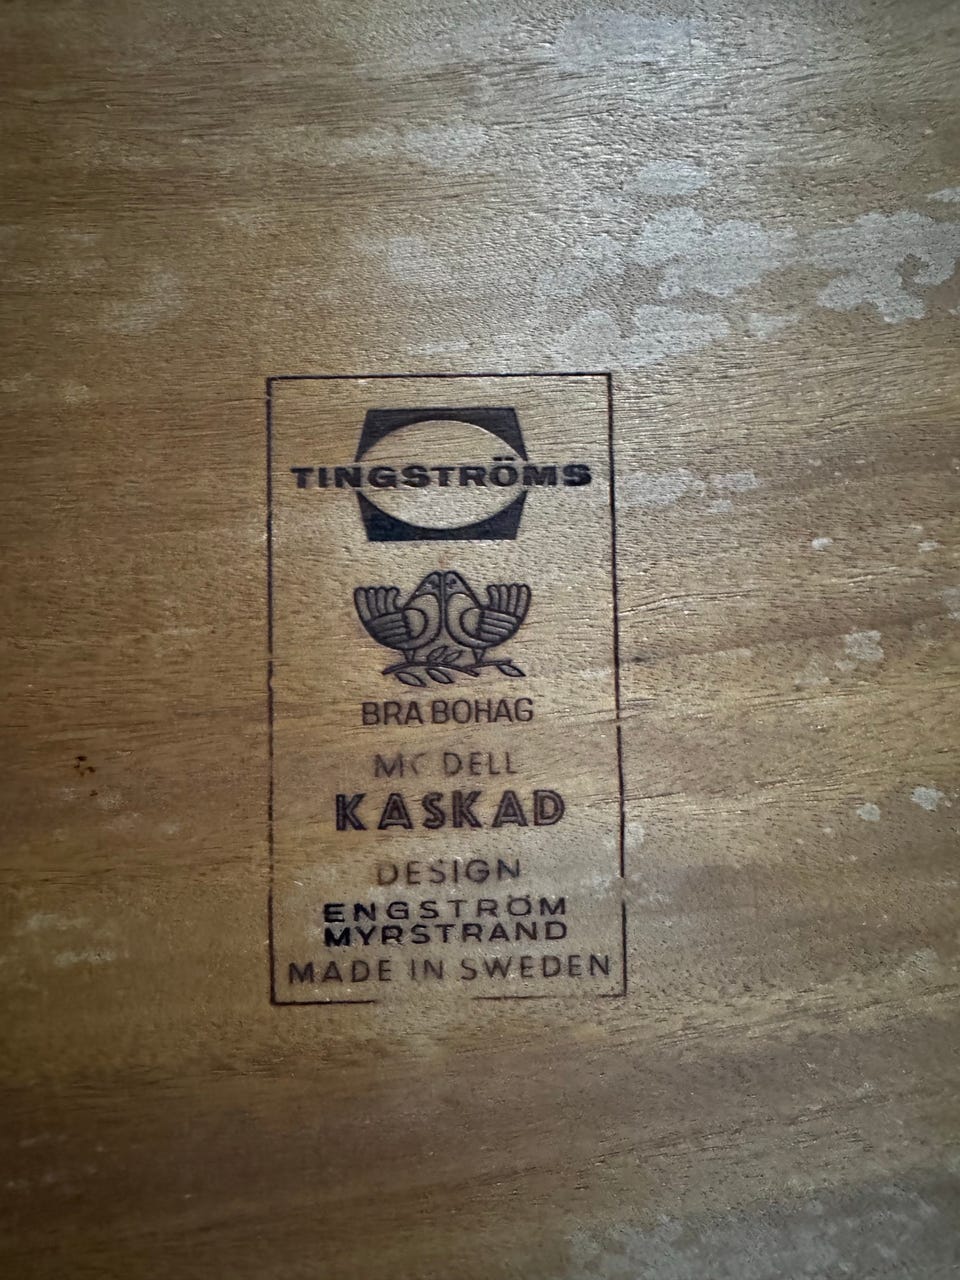 TINGSTRÖMS
BRA BOHAG
MODELL
KASKAD
DESIGN
ENGSTRÖM
MYRSTRAND
MADE IN SWEDEN